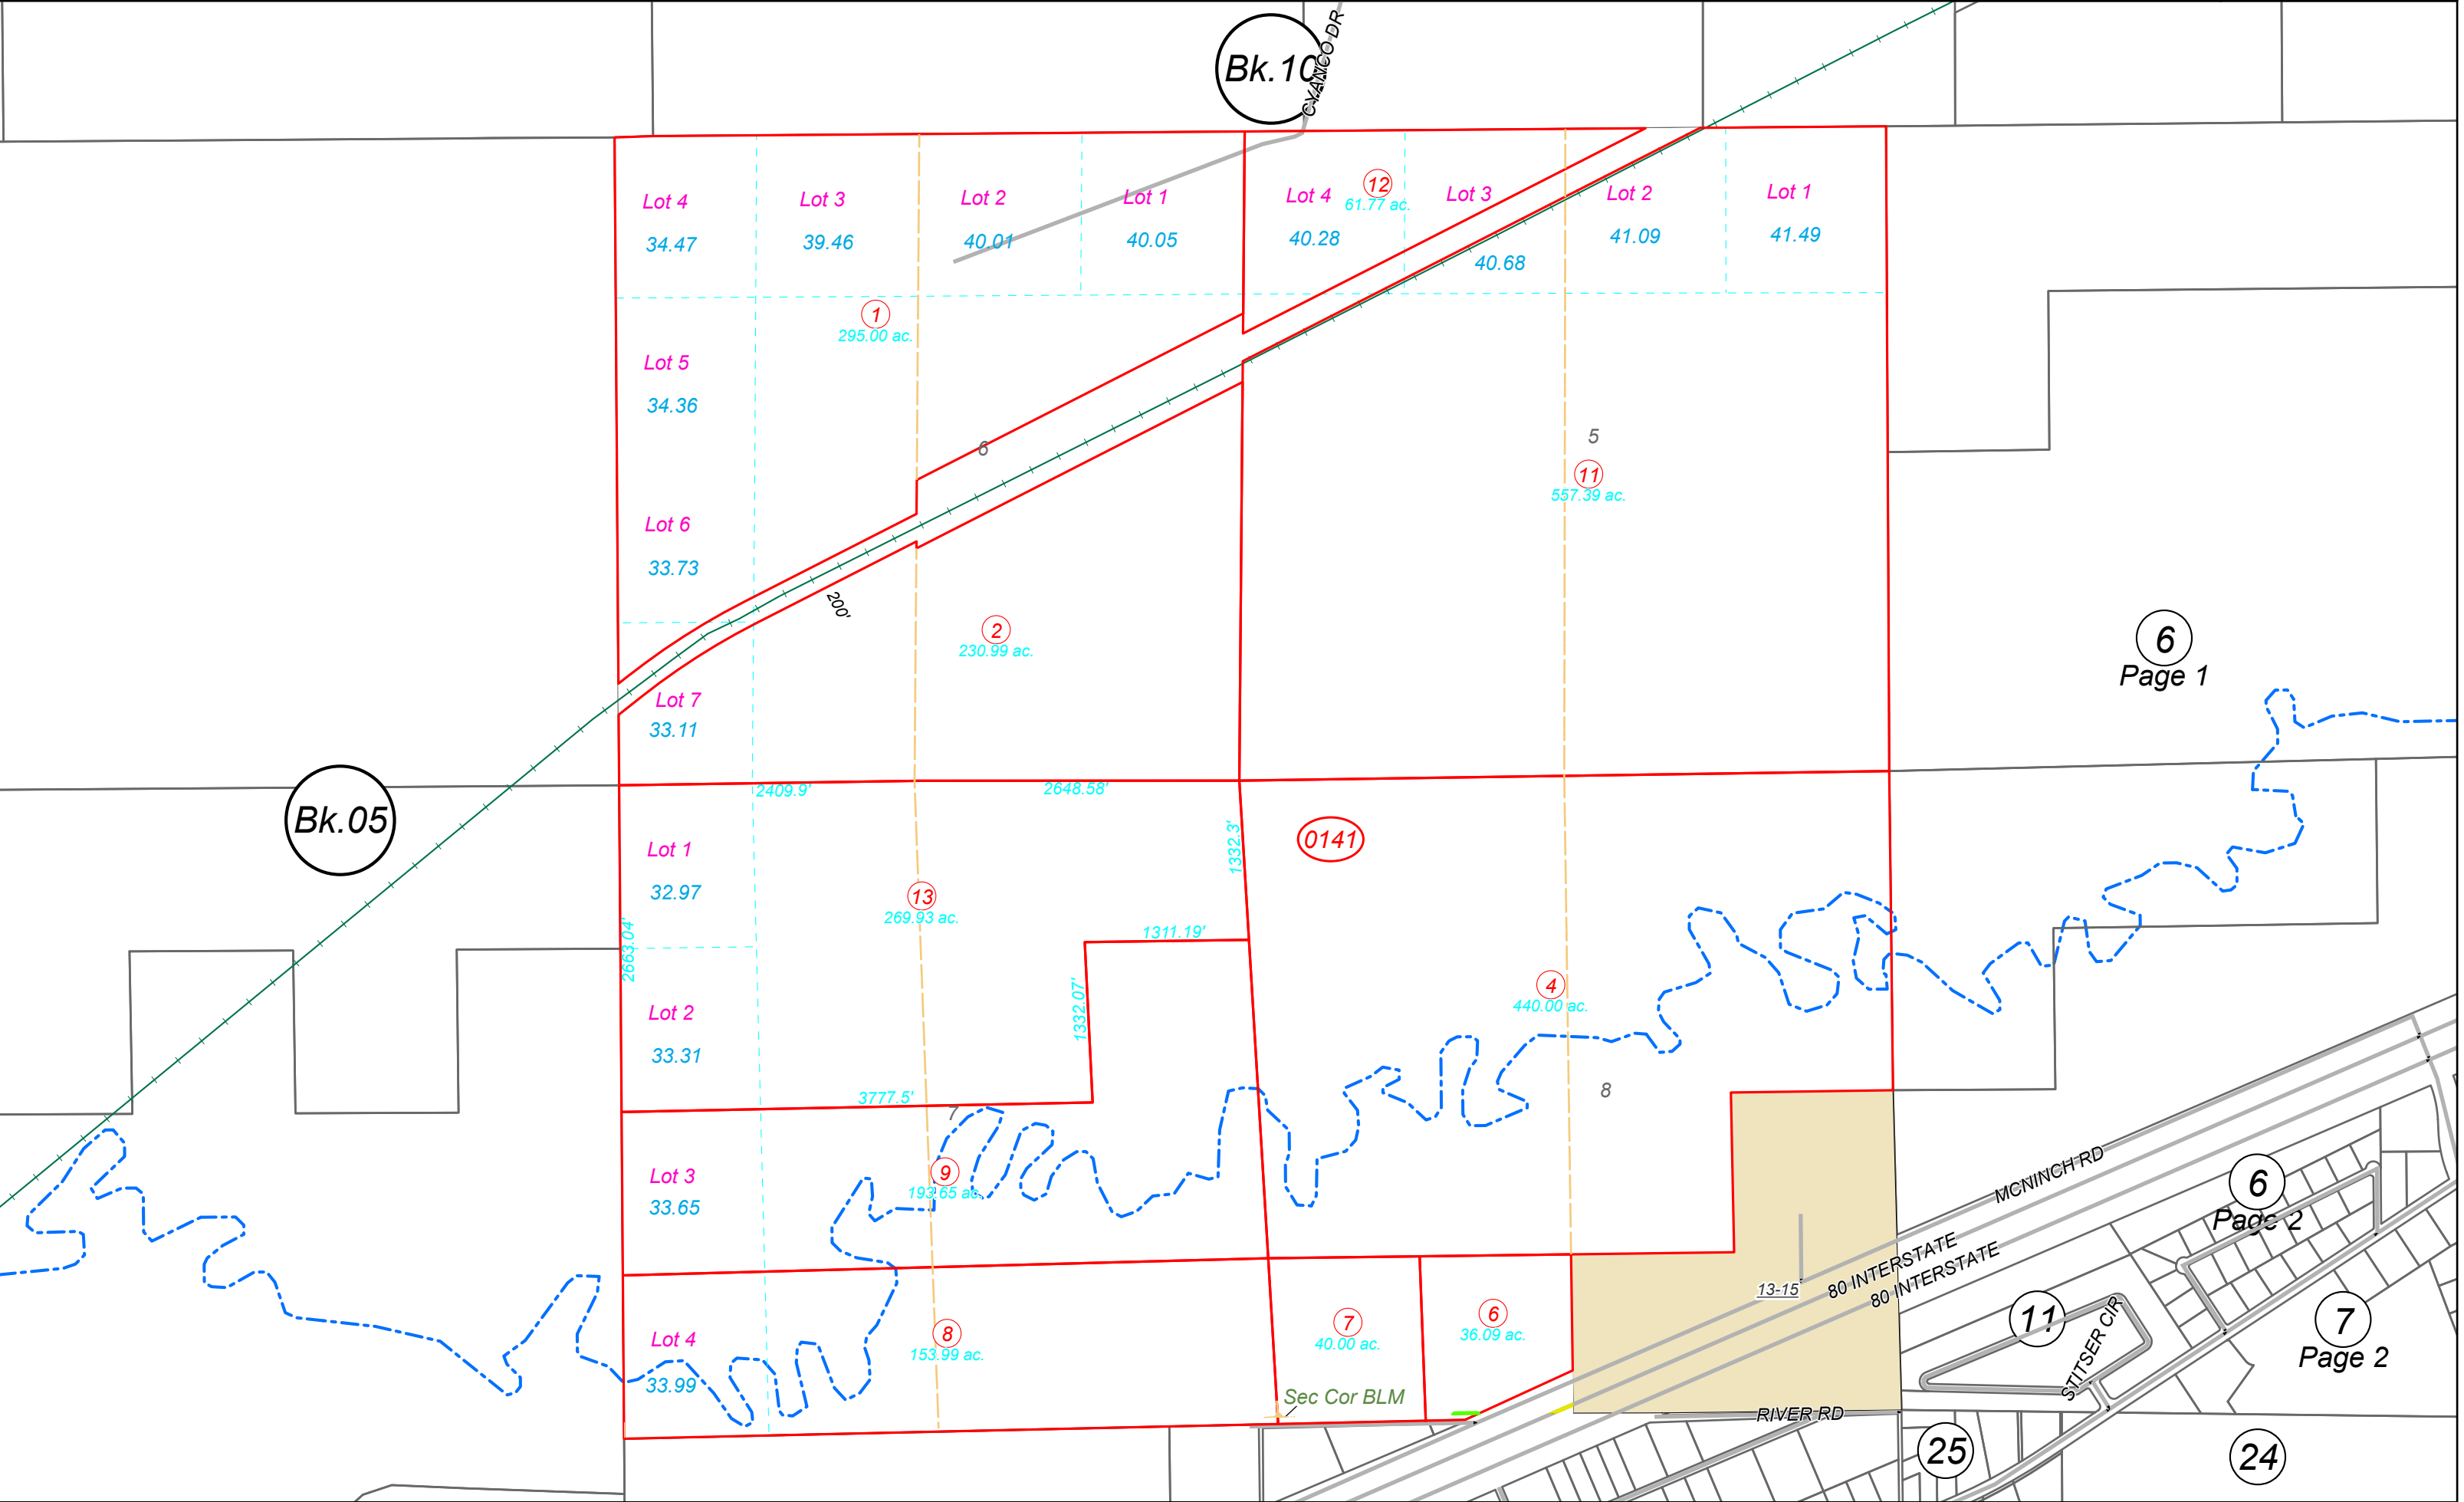 Bk.10
CYANCO DR
Lot 4
Lot 3
Lot 2
Lot 1
Lot 4
12
61.77 ac.
Lot 3
Lot 2
Lot 1
34.47
39.46
40.01
40.05
40.28
40.68
41.09
41.49
1
295.00 ac.
Lot 5
34.36
6
5
11
557.39 ac.
Lot 6
33.73
200'
2
230.99 ac.
6
Page 1
Lot 7
33.11
2409.9'
2648.58'
Bk.05
1332.3'
0141
Lot 1
32.97
13
269.93 ac.
2663.04'
1311.19'
1332.07'
4
440.00 ac.
Lot 2
33.31
3777.5'
7
8
Lot 3
33.65
9
193.65 ac.
MCNINCH RD
6
Page 2
80 INTERSTATE
80 INTERSTATE
13-15
Lot 4
33.99
8
153.99 ac.
7
40.00 ac.
6
36.09 ac.
11
STITSER CIR
7
Page 2
Sec Cor BLM
RIVER RD
25
24